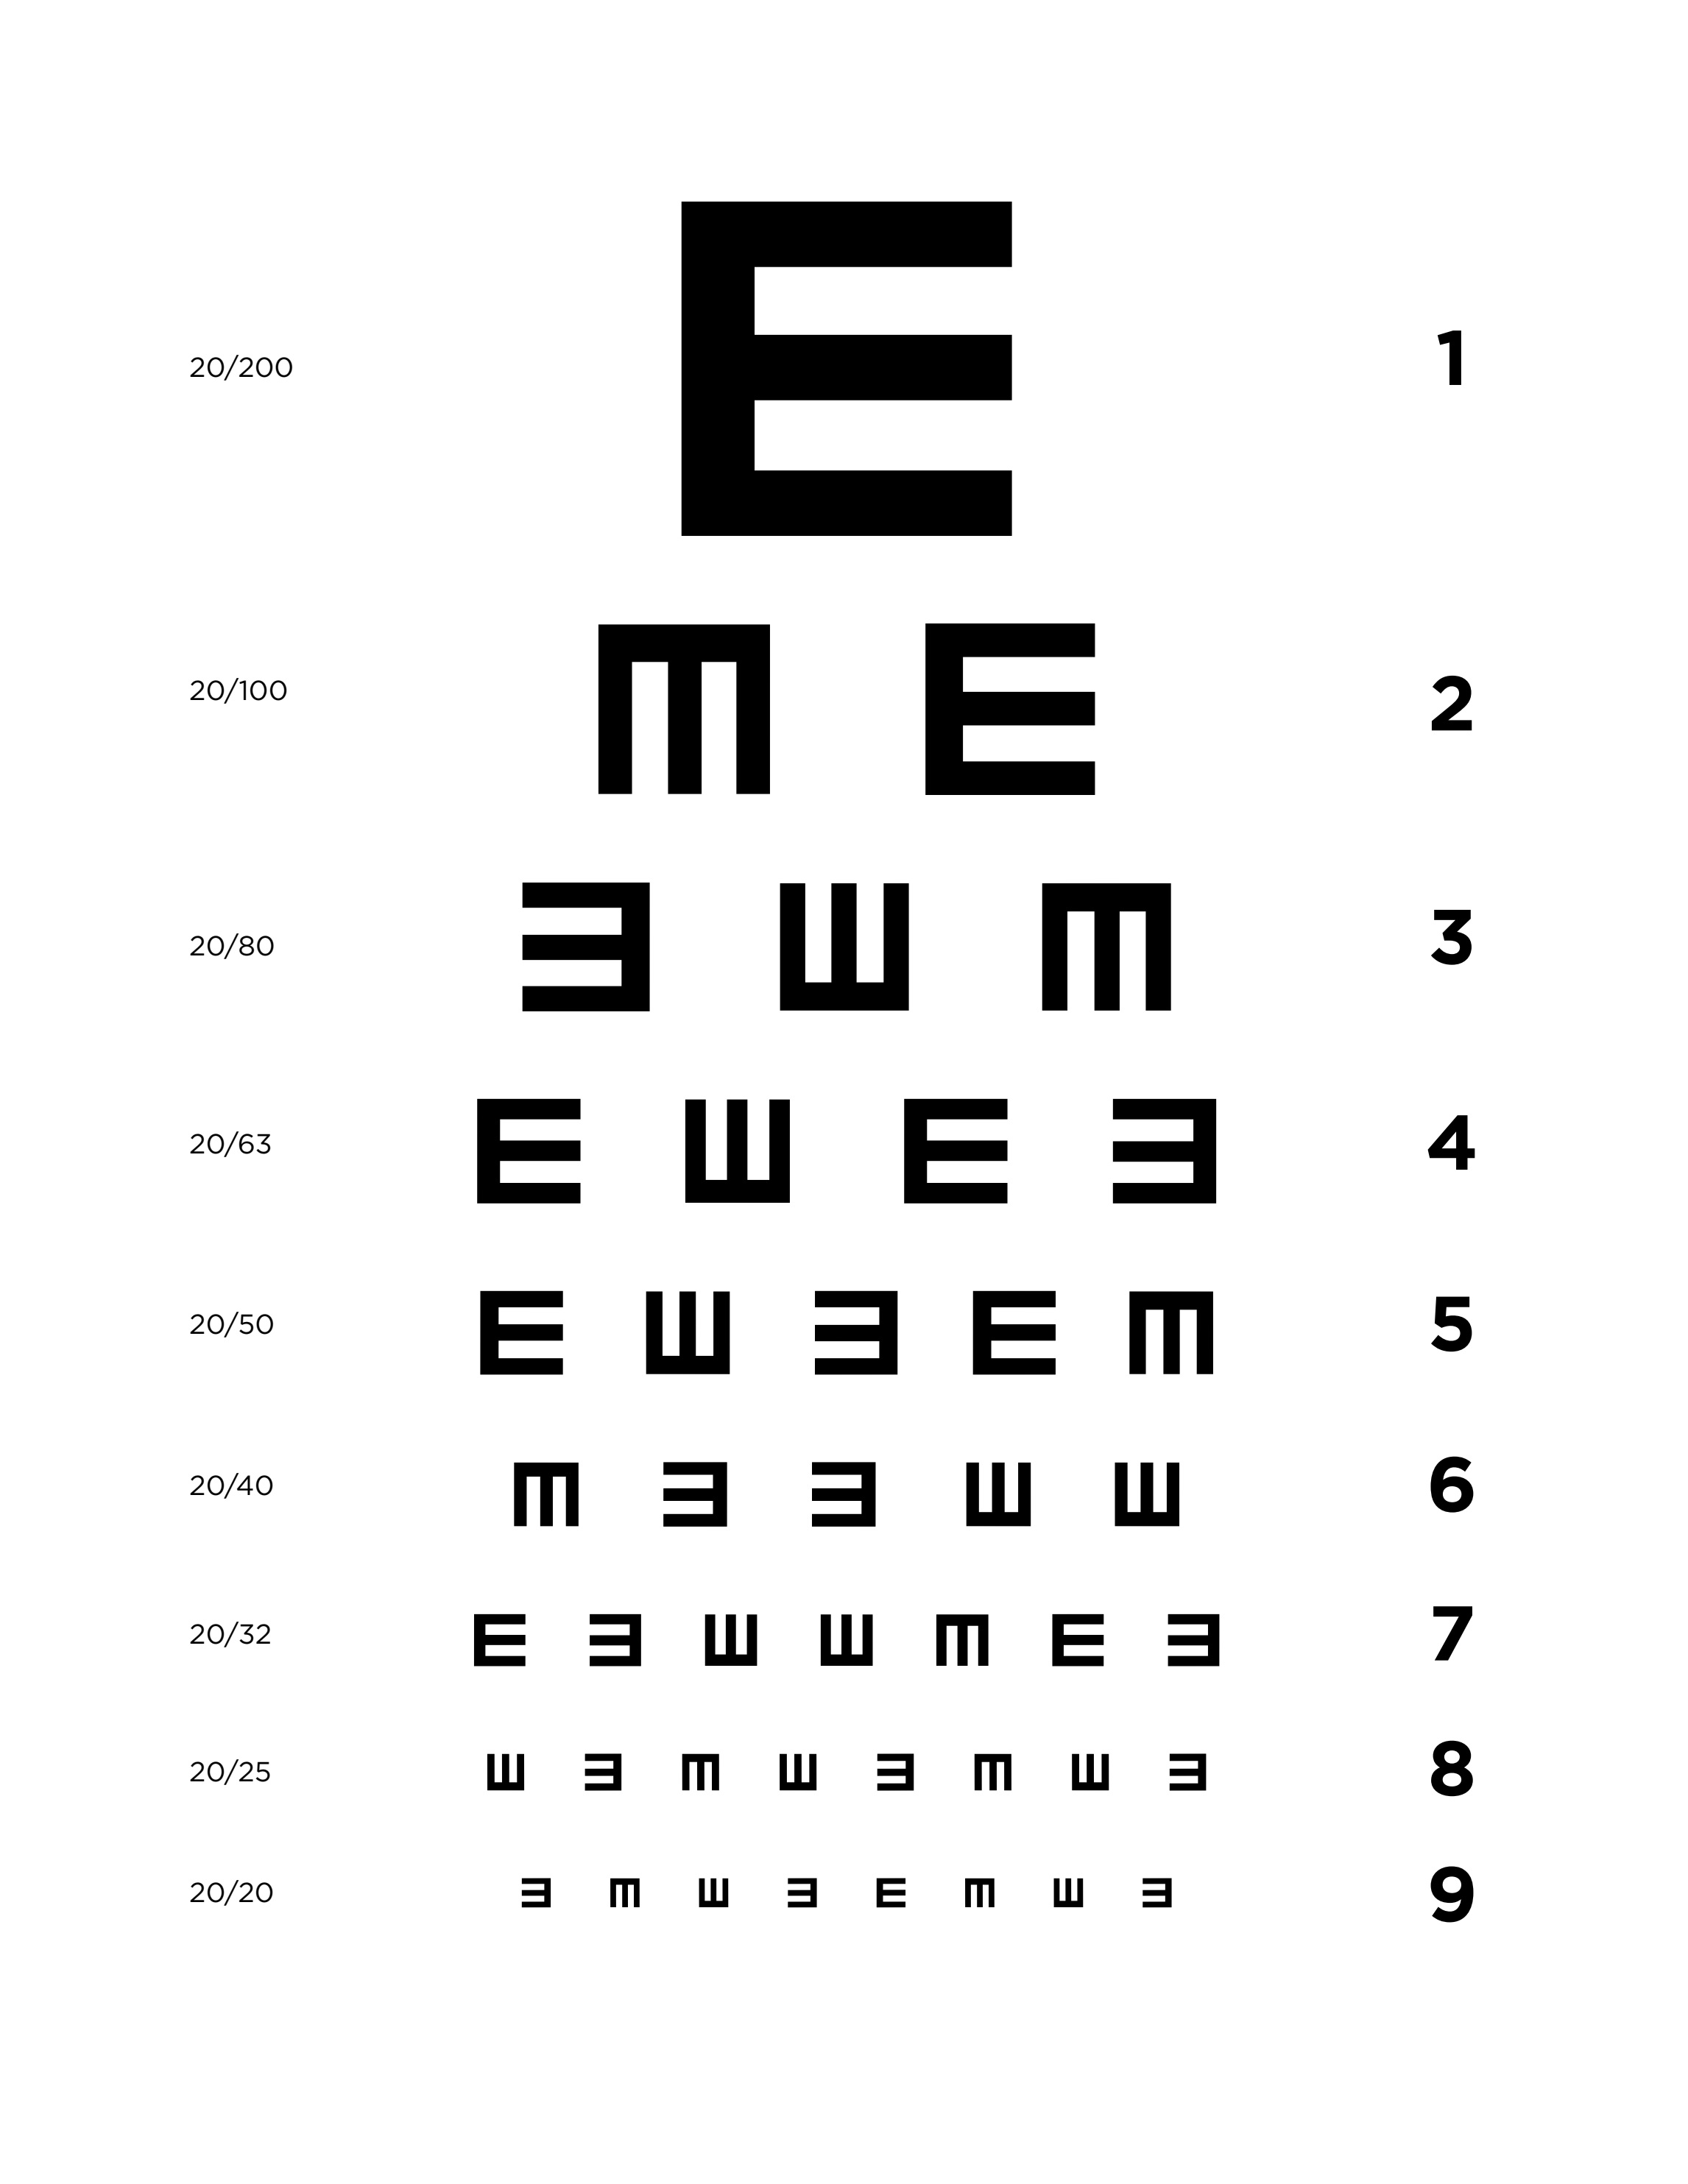 20/200 E 1
20/100 M E 2
20/80 Ǝ Ш M 3
20/63 E Ш E Ǝ 4
20/50 E Ш Ǝ E M 5
20/40 M Ǝ Ǝ Ш Ш 6
20/32 E Ǝ Ш Ш M E Ǝ 7
20/25 Ш Ǝ M Ш Ǝ M Ш Ǝ 8
20/20 Ǝ M Ш Ǝ E M Ш Ǝ 9